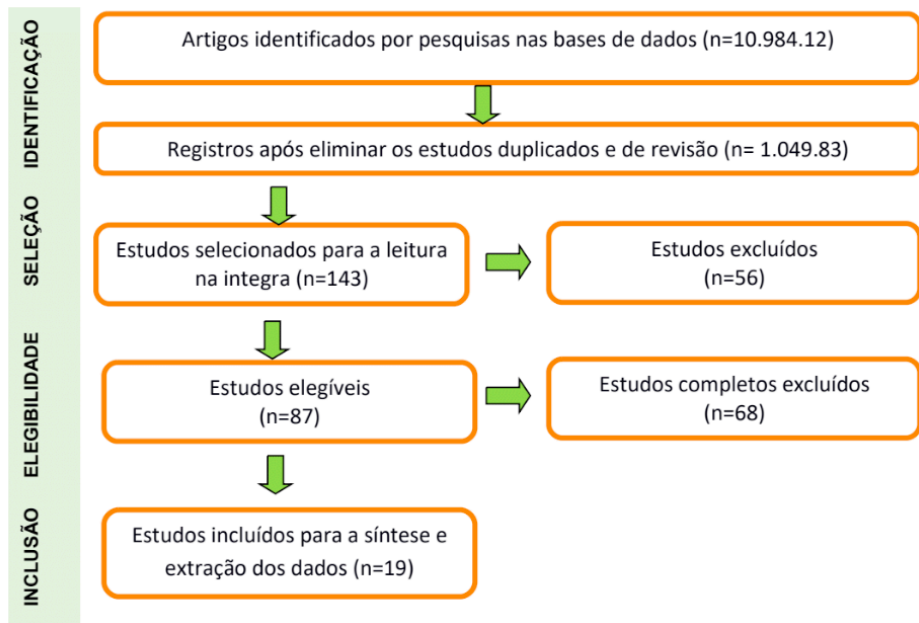 IDENTIFICAÇÃO
Artigos identificados por pesquisas nas bases de dados (n=10.984.12)
Registros após eliminar os estudos duplicados e de revisão (n= 1.049.83)
SELEÇÃO
Estudos selecionados para a leitura
na integra (n=143)
Estudos excluídos
(n=56)
ELEGIBILIDADE
Estudos elegíveis
(n=87)
Estudos completos excluídos
(n=68)
INCLUSÃO
Estudos incluídos para a síntese e
extração dos dados (n=19)